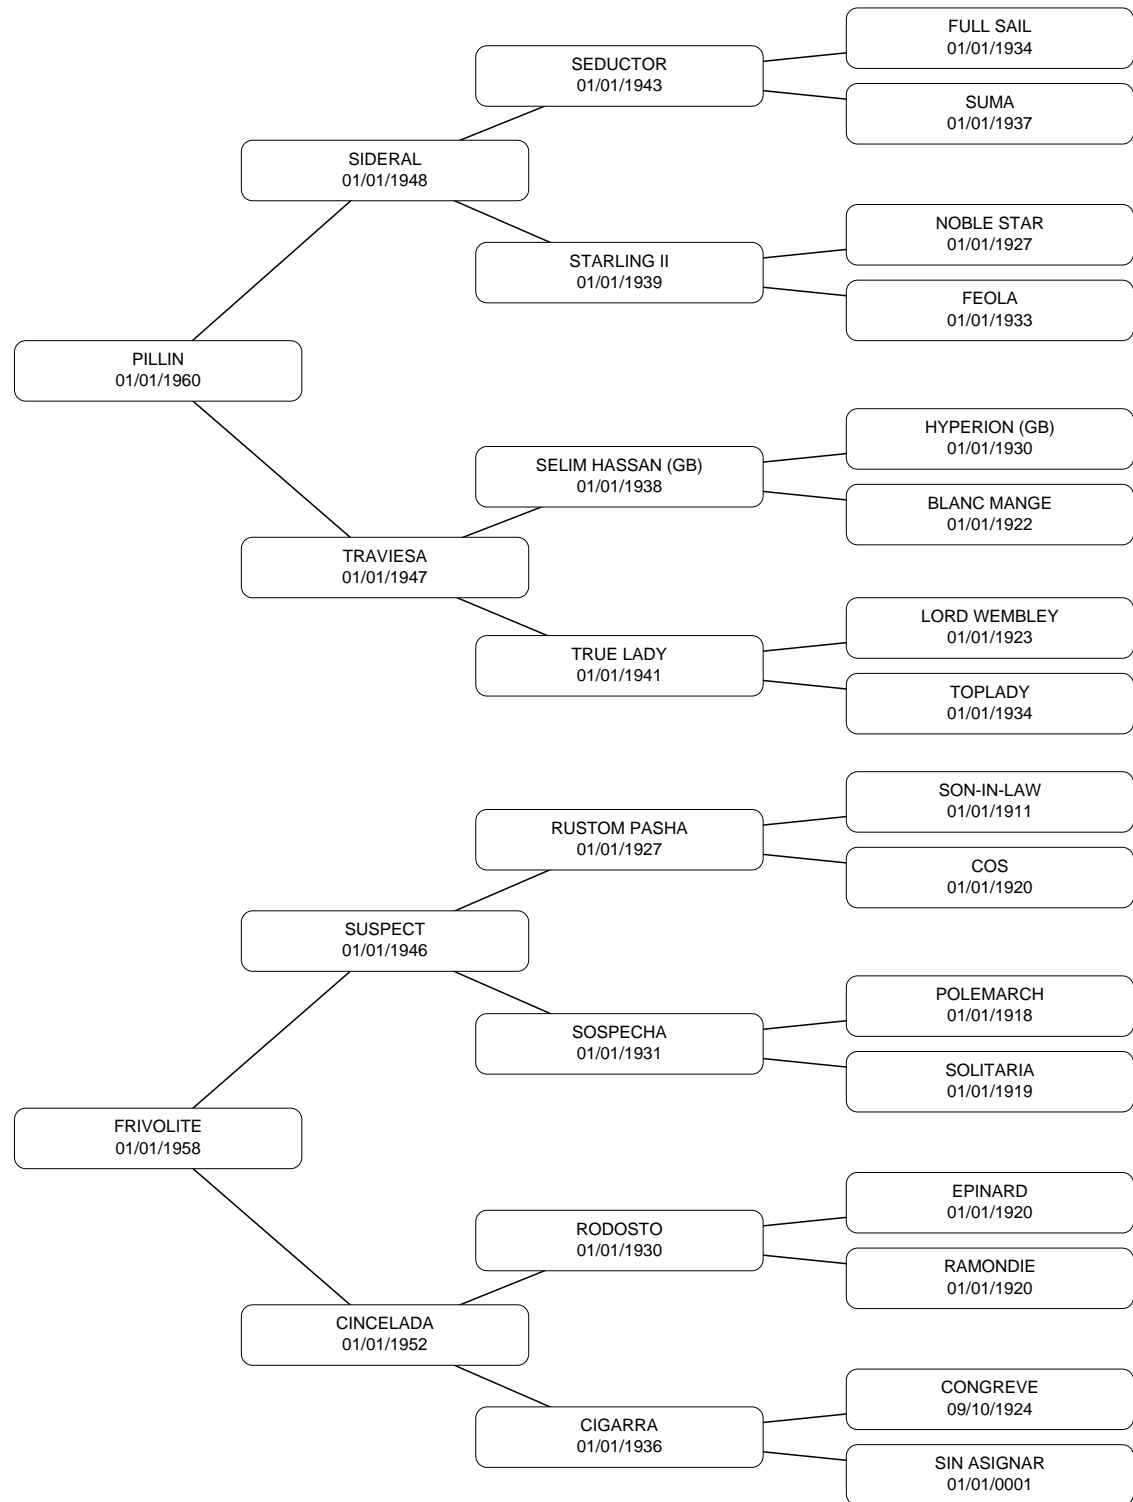 FULL SAIL
01/01/1934
SEDUCTOR
01/01/1943
SUMA
01/01/1937
SIDERAL
01/01/1948
NOBLE STAR
01/01/1927
STARLING II
01/01/1939
FEOLA
01/01/1933
PILLIN
01/01/1960
HYPERION (GB)
01/01/1930
SELIM HASSAN (GB)
01/01/1938
BLANC MANGE
01/01/1922
TRAVIESA
01/01/1947
LORD WEMBLEY
01/01/1923
TRUE LADY
01/01/1941
TOPLADY
01/01/1934
SON-IN-LAW
01/01/1911
RUSTOM PASHA
01/01/1927
COS
01/01/1920
SUSPECT
01/01/1946
POLEMARCH
01/01/1918
SOSPECHA
01/01/1931
SOLITARIA
01/01/1919
FRIVOLITE
01/01/1958
EPINARD
01/01/1920
RODOSTO
01/01/1930
RAMONDIE
01/01/1920
CINCELADA
01/01/1952
CONGREVE
09/10/1924
CIGARRA
01/01/1936
SIN ASIGNAR
01/01/0001